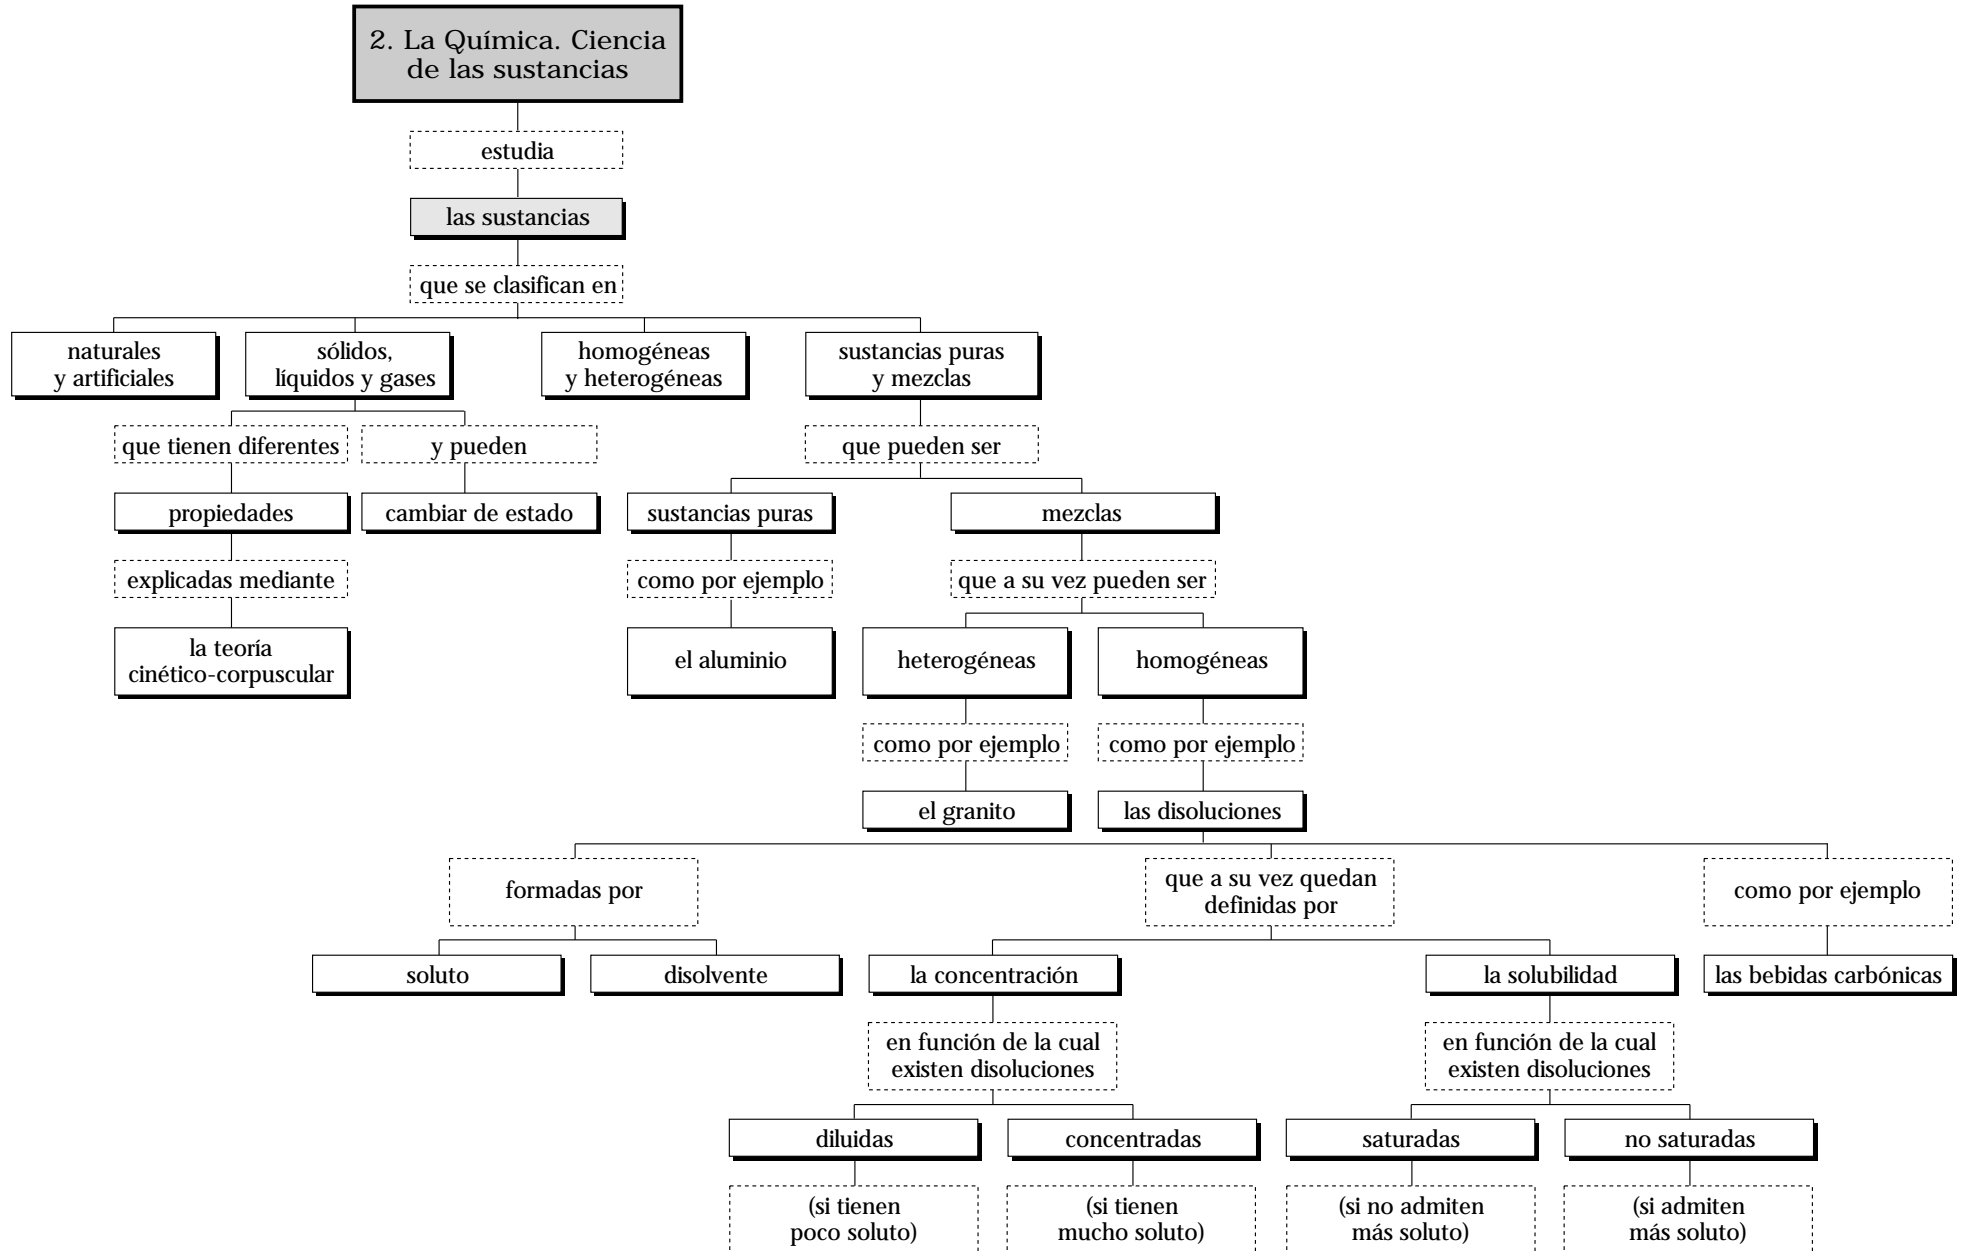 2. La Química. Ciencia
de las sustancias
estudia
las sustancias
que se clasifican en
naturales
y artificiales
sólidos,
líquidos y gases
homogéneas
y heterogéneas
sustancias puras
y mezclas
que tienen diferentes
y pueden
que pueden ser
propiedades
cambiar de estado
sustancias puras
mezclas
explicadas mediante
como por ejemplo
que a su vez pueden ser
la teoría
cinético-corpuscular
el aluminio
heterogéneas
homogéneas
como por ejemplo
como por ejemplo
el granito
las disoluciones
formadas por
que a su vez quedan
definidas por
como por ejemplo
soluto
disolvente
la concentración
la solubilidad
las bebidas carbónicas
en función de la cual
existen disoluciones
en función de la cual
existen disoluciones
diluidas
concentradas
saturadas
no saturadas
(si tienen
poco soluto)
(si tienen
mucho soluto)
(si no admiten
más soluto)
(si admiten
más soluto)